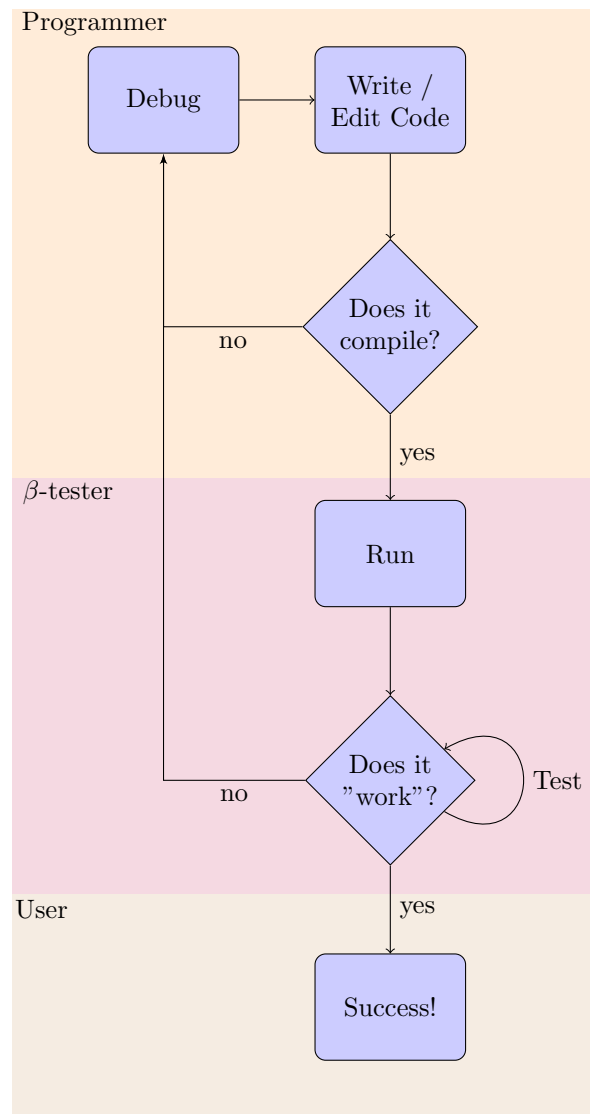 Programmer
Debug
Write /
Edit Code
Does it
compile?
no
yes
β-tester
Run
Does it
”work”?
Test
no
yes
User
Success!